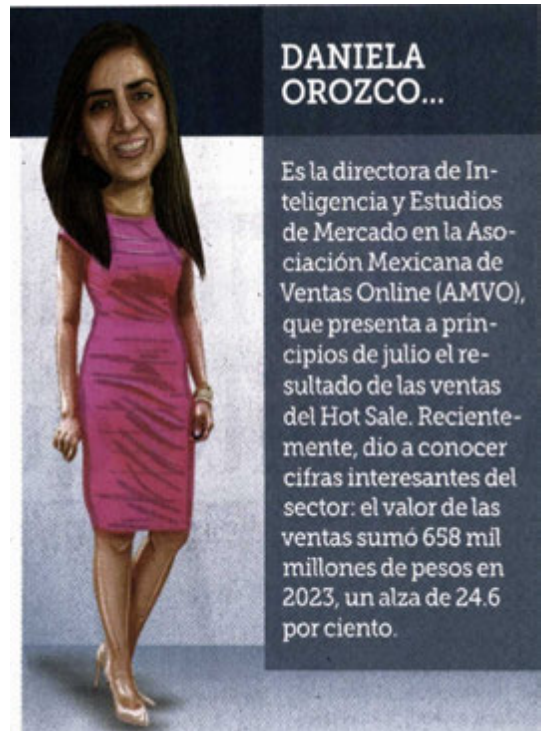 DANIELA
OROZCO...
Es la directora de In-
teligencia y Estudios
de Mercado en la Aso-
ciación Mexicana de
Ventas Online (AMVO),
que presenta a prin-
cipios de julio el re-
sultado de las ventas
del Hot Sale. Reciente-
mente, dio a conocer
cifras interesantes del
sector: el valor de las
ventas sumó 658 mil
millones de pesos en
2023, un alza de 24.6
por ciento.